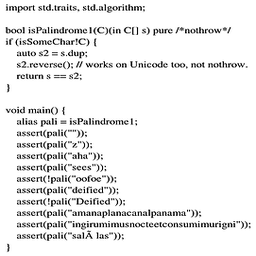 import std.traits, std.algorithm;
bool isPalindrome1(C)(in C[] s) pure /*nothrow*/
if (isSomeChar!C) {
auto s2 = s.dup;
s2.reverse(); // works on Unicode too, not nothrow.
return s == s2;
}
void main() {
alias pali = isPalindrome1;
assert(pali(""));
assert(pali("z"));
assert(pali("aha"));
assert(pali("sees"));
assert(!pali("oofoe"));
assert(pali("deified"));
assert(!pali("Deified"));
assert(pali("amanaplanacanalpanama"));
assert(pali("ingirumimusnocteetconsumimurigni"));
assert(pali("salÃ las"));
}